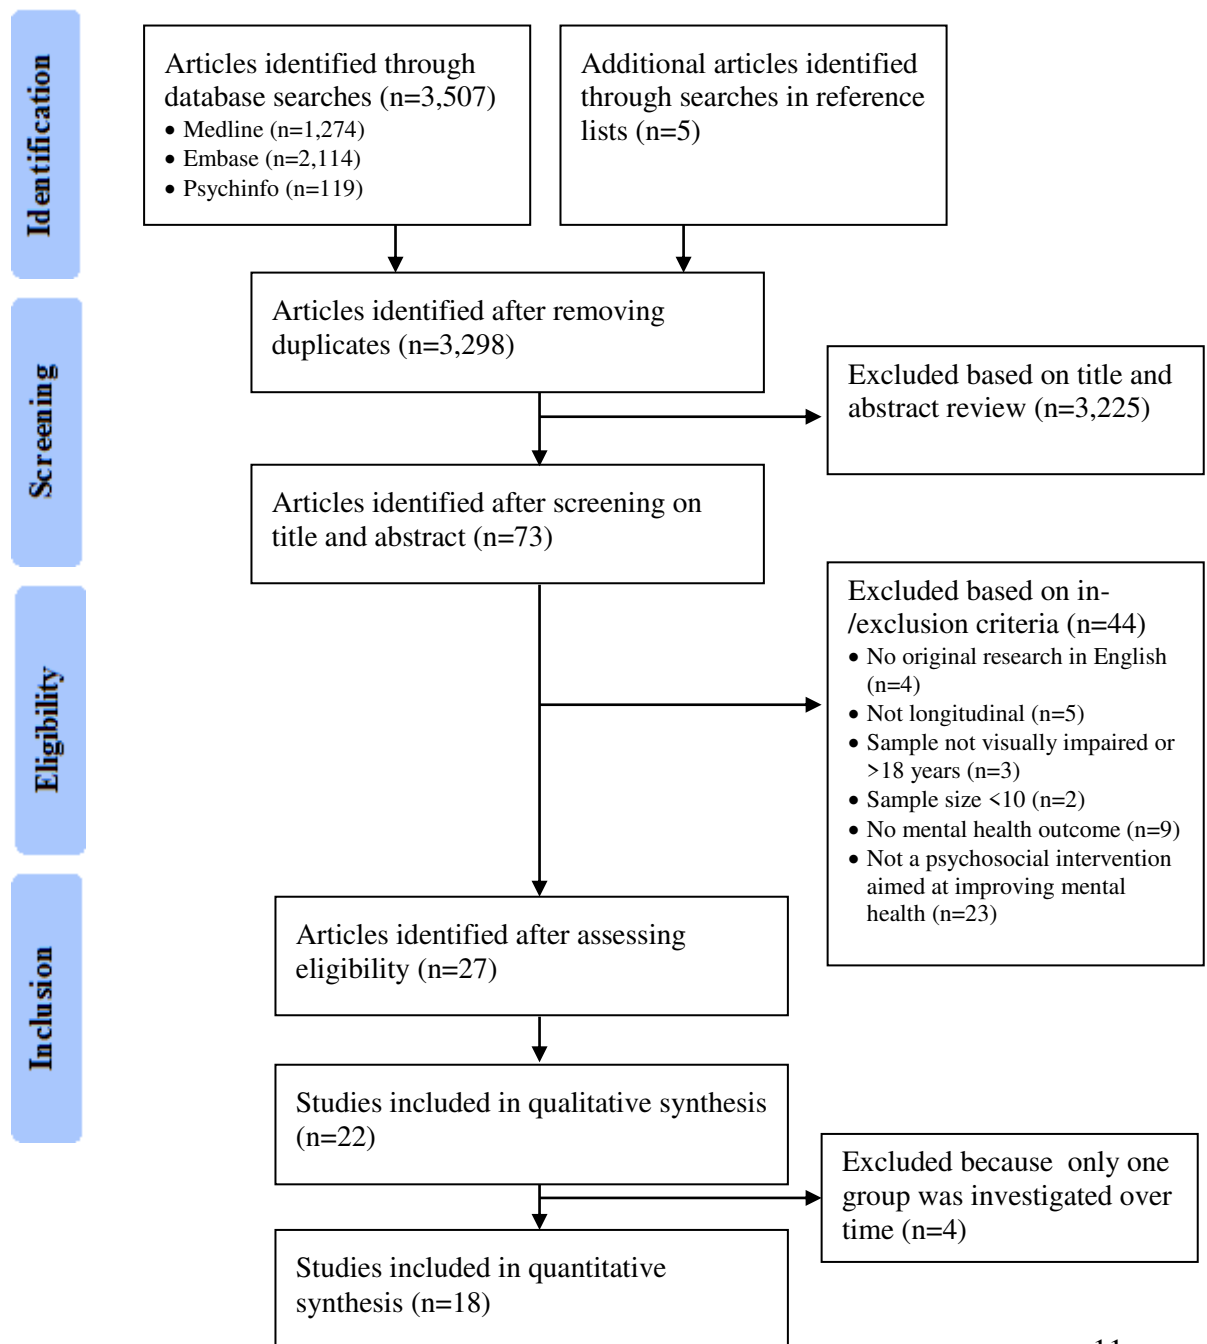 Identification
Articles identified through
database searches (n=3,507)
• Medline (n=1,274)
• Embase (n=2,114)
• Psychinfo (n=119)
Additional articles identified
through searches in reference
lists (n=5)
Articles identified after removing
duplicates (n=3,298)
Screening
Excluded based on title and
abstract review (n=3,225)
Articles identified after screening on
title and abstract (n=73)
Eligibility
Excluded based on in-
/exclusion criteria (n=44)
• No original research in English
(n=4)
• Not longitudinal (n=5)
• Sample not visually impaired or
>18 years (n=3)
• Sample size <10 (n=2)
• No mental health outcome (n=9)
• Not a psychosocial intervention
aimed at improving mental
health (n=23)
Inclusion
Articles identified after assessing
eligibility (n=27)
Studies included in qualitative synthesis
(n=22)
Excluded because  only one
group was investigated over
time (n=4)
Studies included in quantitative
synthesis (n=18)